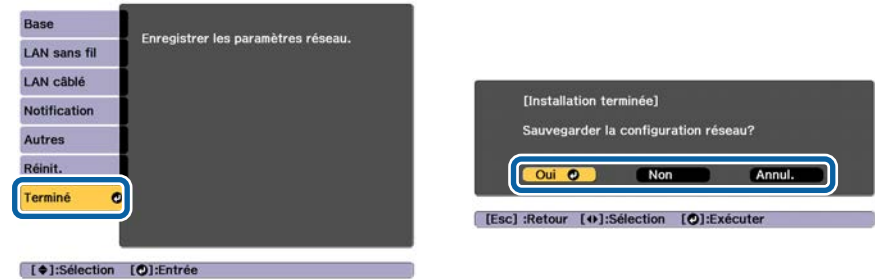 Base
LAN sans fil
LAN câblé
Notification
Autres
Réinit.
Terminé
Enregistrer les paramètres réseau.
[ ]:Sélection [ ]:Entrée
[Installation terminée]
Sauvegarder la configuration réseau?
Oui Non Annul.
[Esc] :Retour [ ]:Sélection [ ]:Exécuter